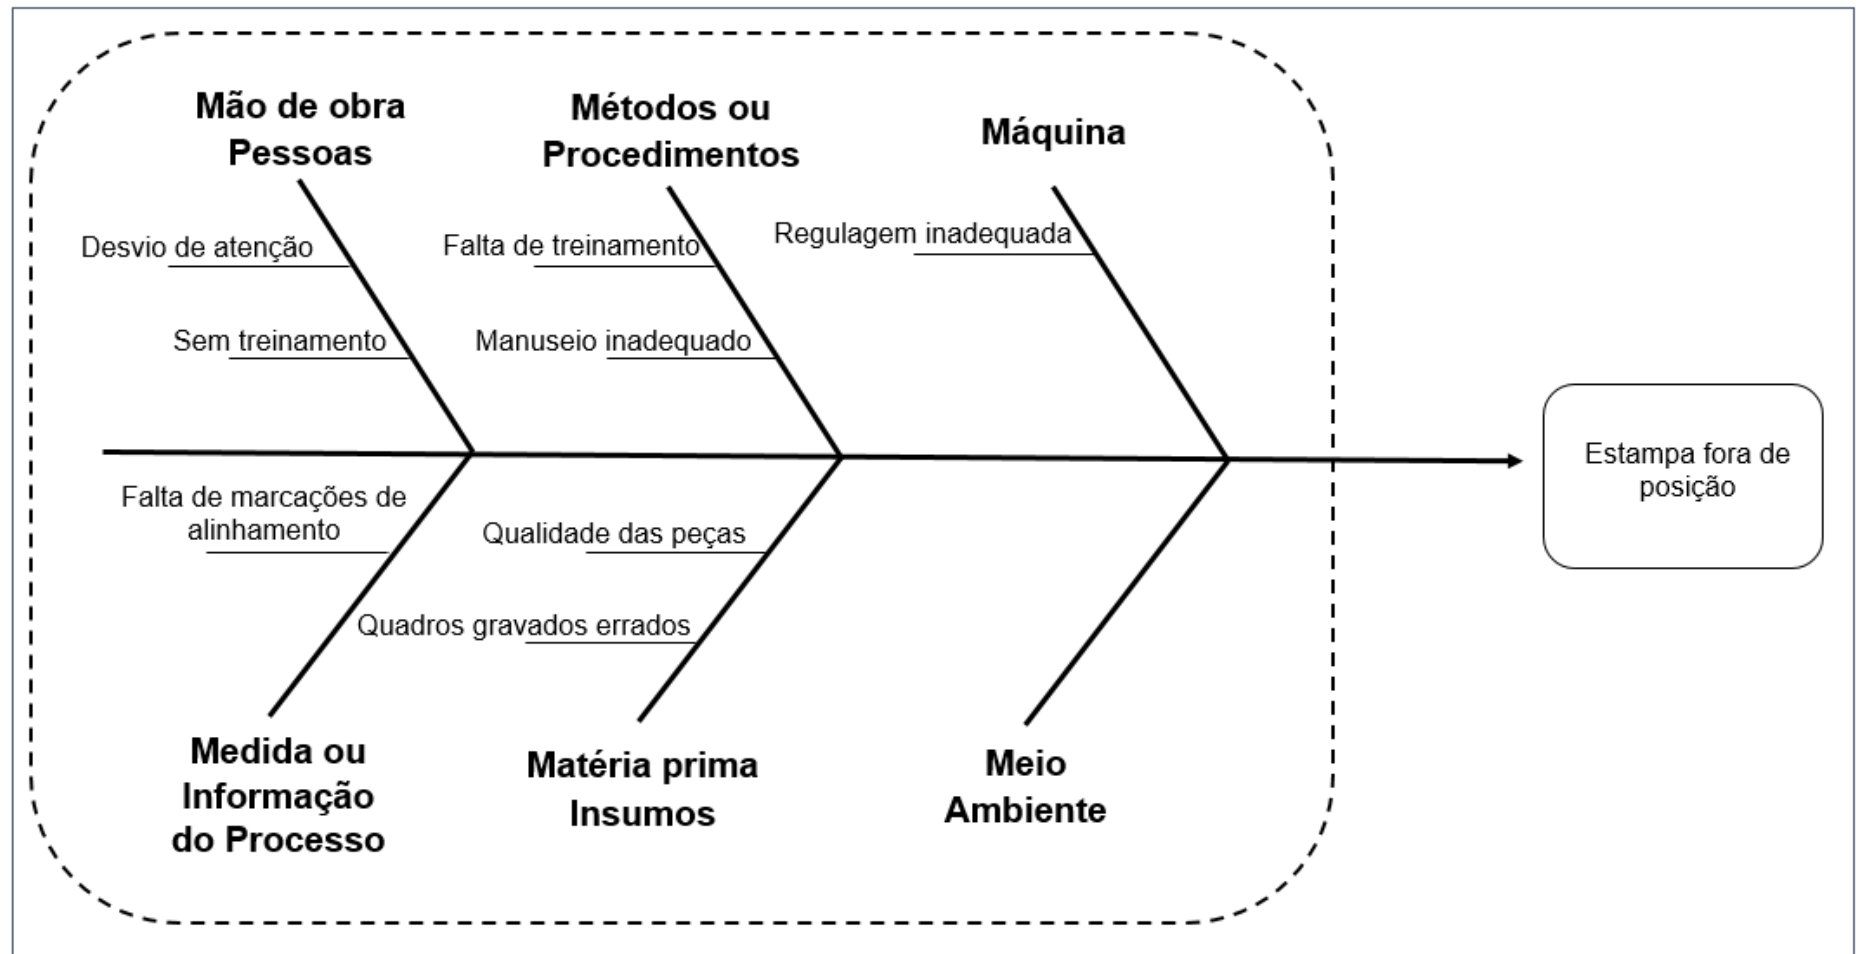 Mão de obra
Pessoas
Métodos ou
Procedimentos
Máquina
Desvio de atenção
Falta de treinamento
Regulagem inadequada
Sem treinamento
Manuseio inadequado
Estampa fora de
posição
Falta de marcações de
alinhamento
Qualidade das peças
Quadros gravados errados
Medida ou
Informação
do Processo
Matéria prima
Insumos
Meio
Ambiente